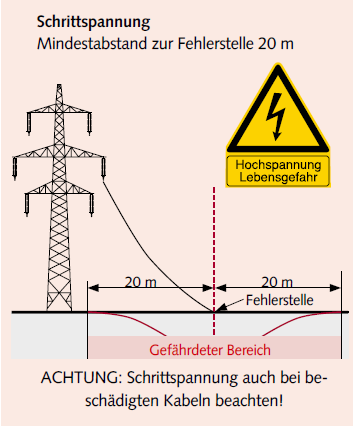 Schrittspannung
Mindestabstand zur Fehlerstelle 20 m
Hochspannung
Lebensgefahr
20 m
20 m
Fehlerstelle
Gefährdeter Bereich
ACHTUNG: Schrittspannung auch bei be-
schädigten Kabeln beachten!